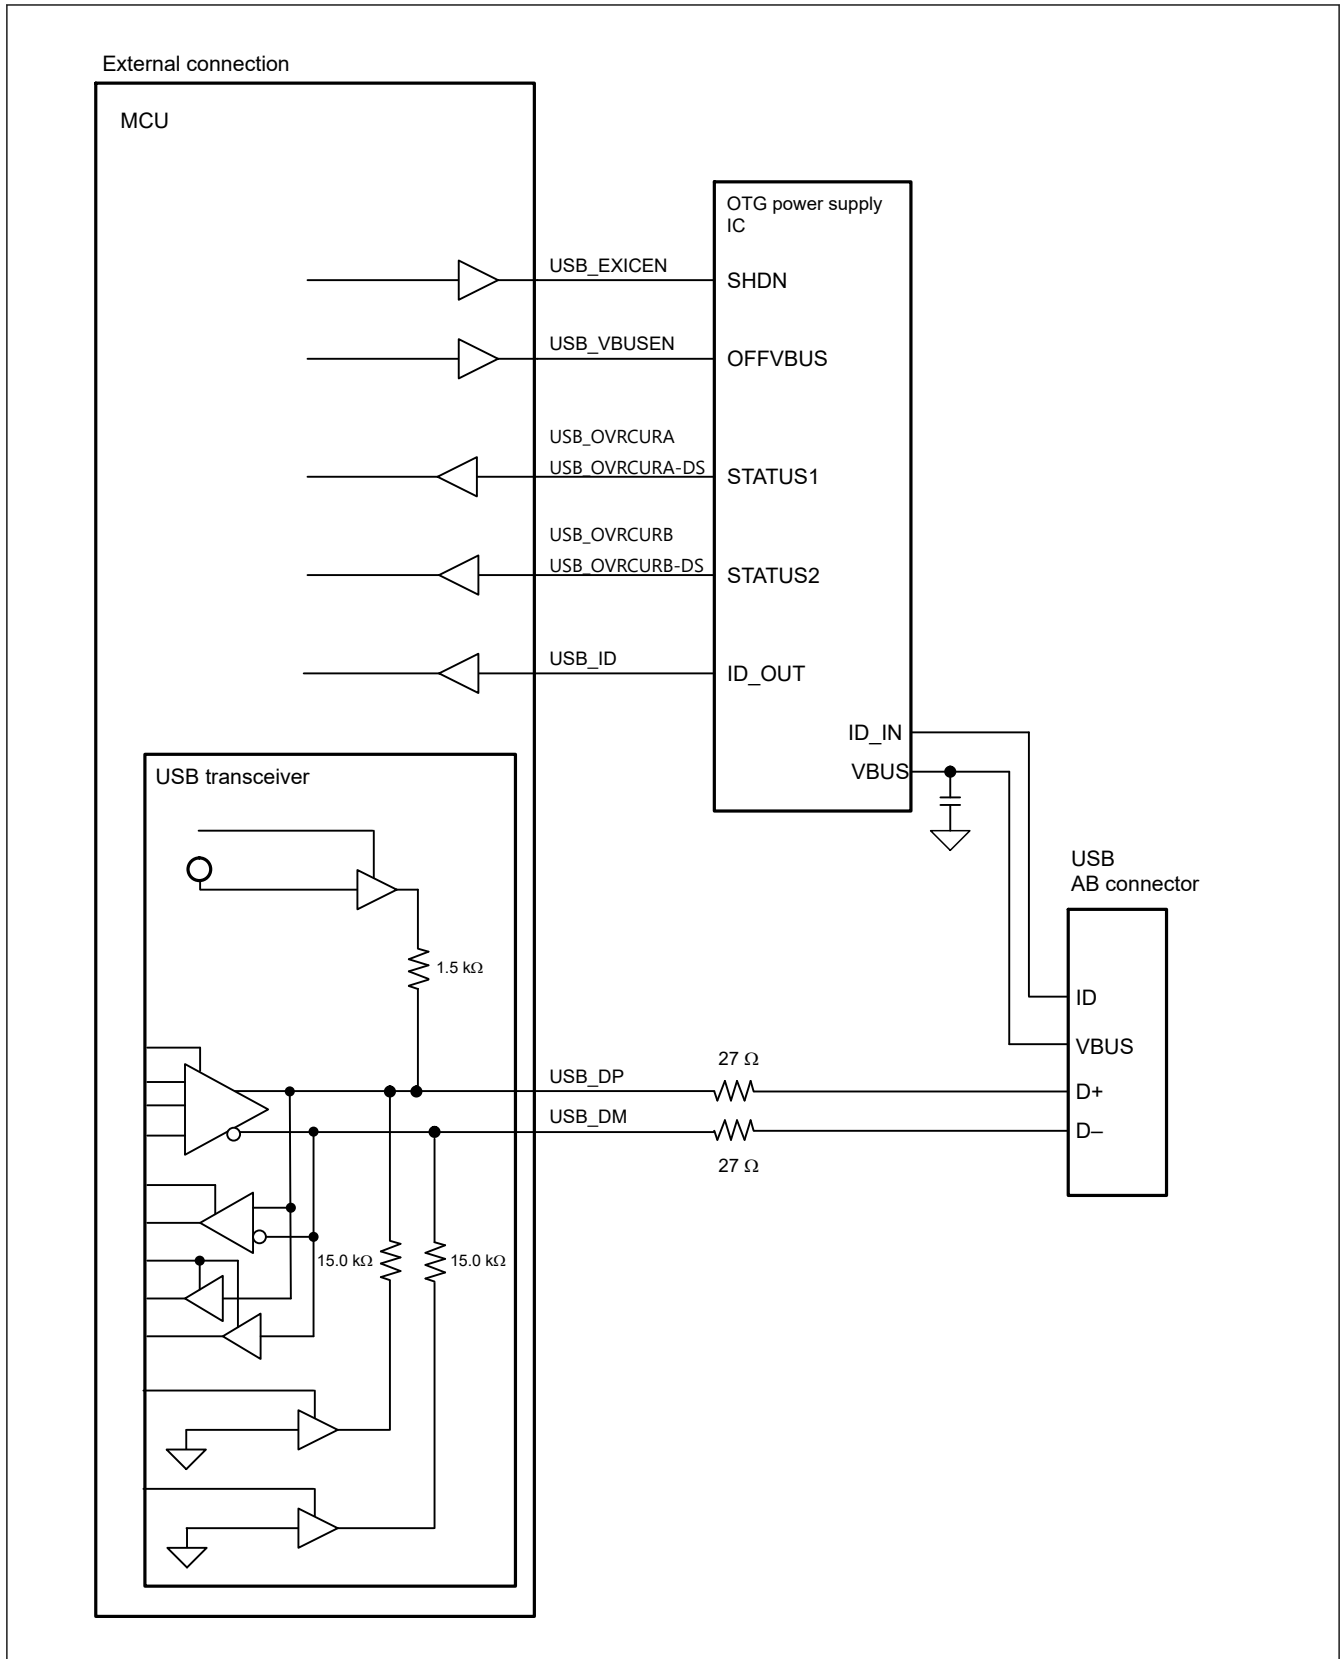 External connection
MCU
OTG power supply
IC
USB_EXICEN
SHDN
USB_VBUSEN
OFFVBUS
USB_OVRCURA
USB_OVRCURA-DS
STATUS1
USB_OVRCURB
USB_OVRCURB-DS
STATUS2
USB_ID
ID_OUT
ID_IN
VBUS
USB transceiver
USB
AB connector
1.5 kΩ
ID
VBUS
27 Ω
USB_DP
D+
USB_DM
D–
27 Ω
15.0 kΩ
15.0 kΩ